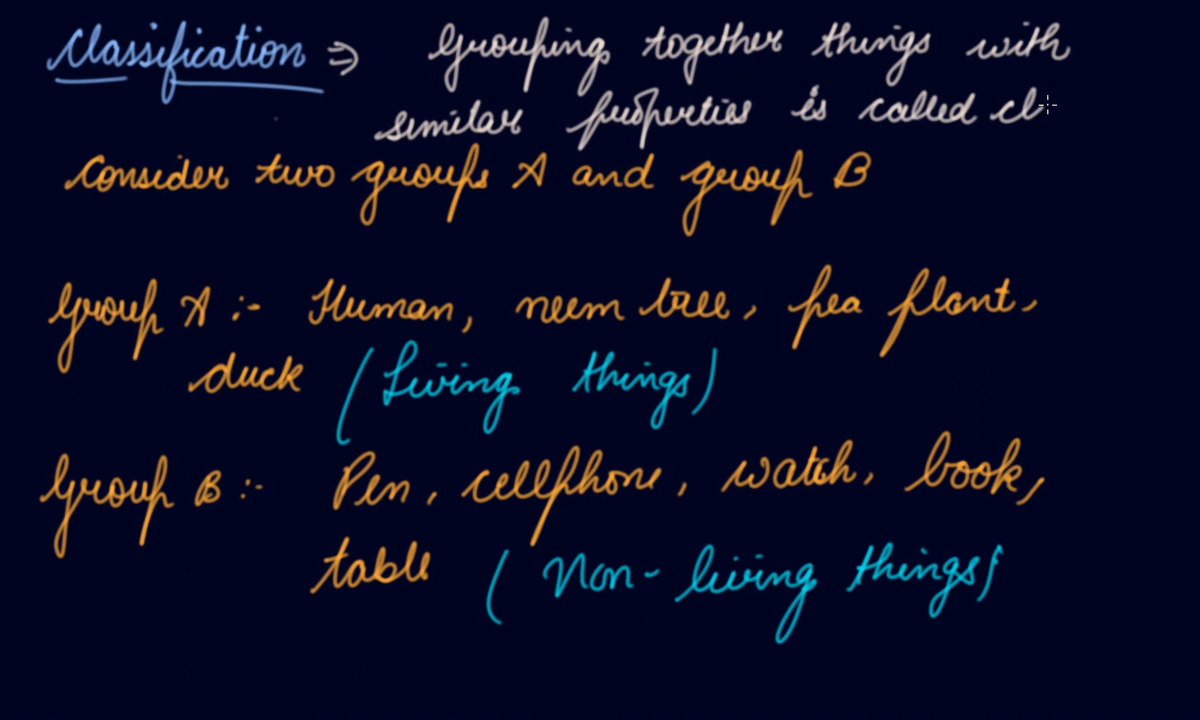 Classification ⇒ Grouping together things with
similar properties is called cl
Consider two groups A and group B
Group A :- Human, neem tree, pea plant,
duck (Living things)
Group B :- Pen, cellphone, watch, book,
table (Non-living things)